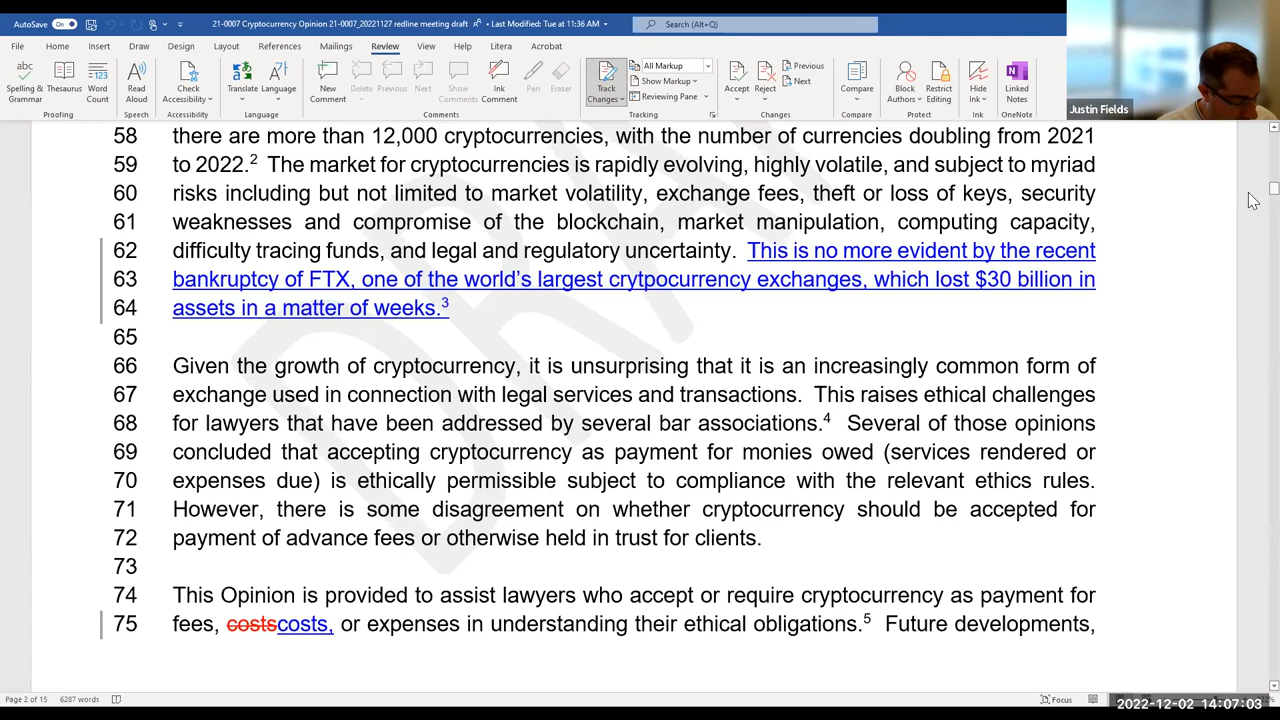 AutoSave On 21-0007 Cryptocurrency Opinion 21-0007_20221127 redline meeting draft • Last Modified: Tue at 11:36 AM Search (Alt+Q)
File Home Insert Draw Design Layout References Mailings Review View Help Litera Acrobat
Spelling & Grammar Thesaurus Word Count Read Aloud Check Accessibility Translate Language New Comment Delete Previous Next Show Comments Ink Comment Pen Eraser Track Changes All Markup Show Markup Reviewing Pane Accept Reject Previous Next Compare Block Authors Restrict Editing Hide Ink Linked Notes
Proofing Speech Accessibility Language Comments Tracking Changes Compare Protect Ink OneNote
Justin Fields
58 there are more than 12,000 cryptocurrencies, with the number of currencies doubling from 2021
59 to 2022.2 The market for cryptocurrencies is rapidly evolving, highly volatile, and subject to myriad
60 risks including but not limited to market volatility, exchange fees, theft or loss of keys, security
61 weaknesses and compromise of the blockchain, market manipulation, computing capacity,
62 difficulty tracing funds, and legal and regulatory uncertainty. This is no more evident by the recent
63 bankruptcy of FTX, one of the world's largest crytpocurrency exchanges, which lost $30 billion in
64 assets in a matter of weeks.3
65
66 Given the growth of cryptocurrency, it is unsurprising that it is an increasingly common form of
67 exchange used in connection with legal services and transactions. This raises ethical challenges
68 for lawyers that have been addressed by several bar associations.4 Several of those opinions
69 concluded that accepting cryptocurrency as payment for monies owed (services rendered or
70 expenses due) is ethically permissible subject to compliance with the relevant ethics rules.
71 However, there is some disagreement on whether cryptocurrency should be accepted for
72 payment of advance fees or otherwise held in trust for clients.
73
74 This Opinion is provided to assist lawyers who accept or require cryptocurrency as payment for
75 fees, costscosts, or expenses in understanding their ethical obligations.5 Future developments,
DRA
Page 2 of 15 6287 words Focus
2022-12-02 14:07:03